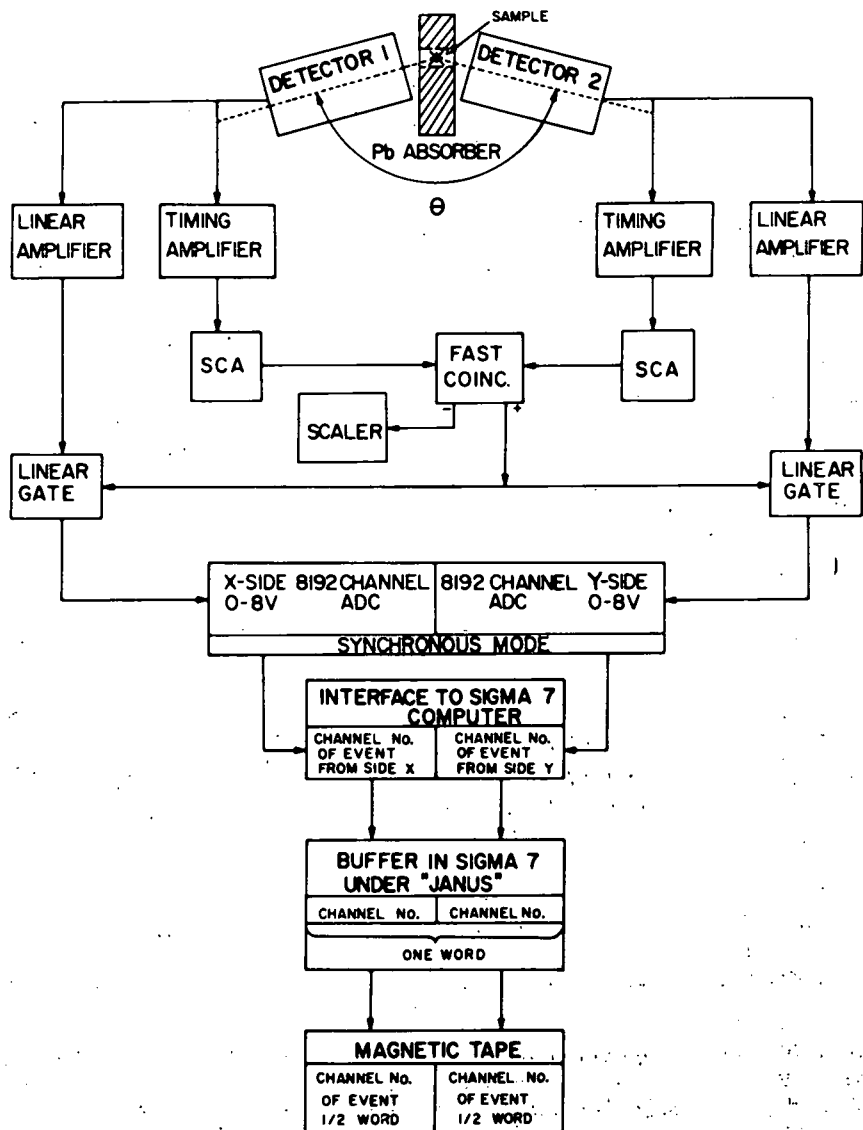 SAMPLE
DETECTOR 1
DETECTOR 2
Pb ABSORBER
θ
LINEAR
AMPLIFIER
TIMING
AMPLIFIER
TIMING
AMPLIFIER
LINEAR
AMPLIFIER
SCA
FAST
COINC.
SCA
- +
SCALER
LINEAR
GATE
LINEAR
GATE
X-SIDE 8192 CHANNEL
0-8V ADC
8192 CHANNEL Y-SIDE
ADC 0-8V
SYNCHRONOUS MODE
INTERFACE TO SIGMA 7
COMPUTER
CHANNEL No.
OF EVENT
FROM SIDE X
CHANNEL No.
OF EVENT
FROM SIDE Y
BUFFER IN SIGMA 7
UNDER "JANUS"
CHANNEL NO.
CHANNEL NO.
ONE WORD
MAGNETIC TAPE
CHANNEL No.
OF EVENT
1/2 WORD
CHANNEL No.
OF EVENT
1/2 WORD